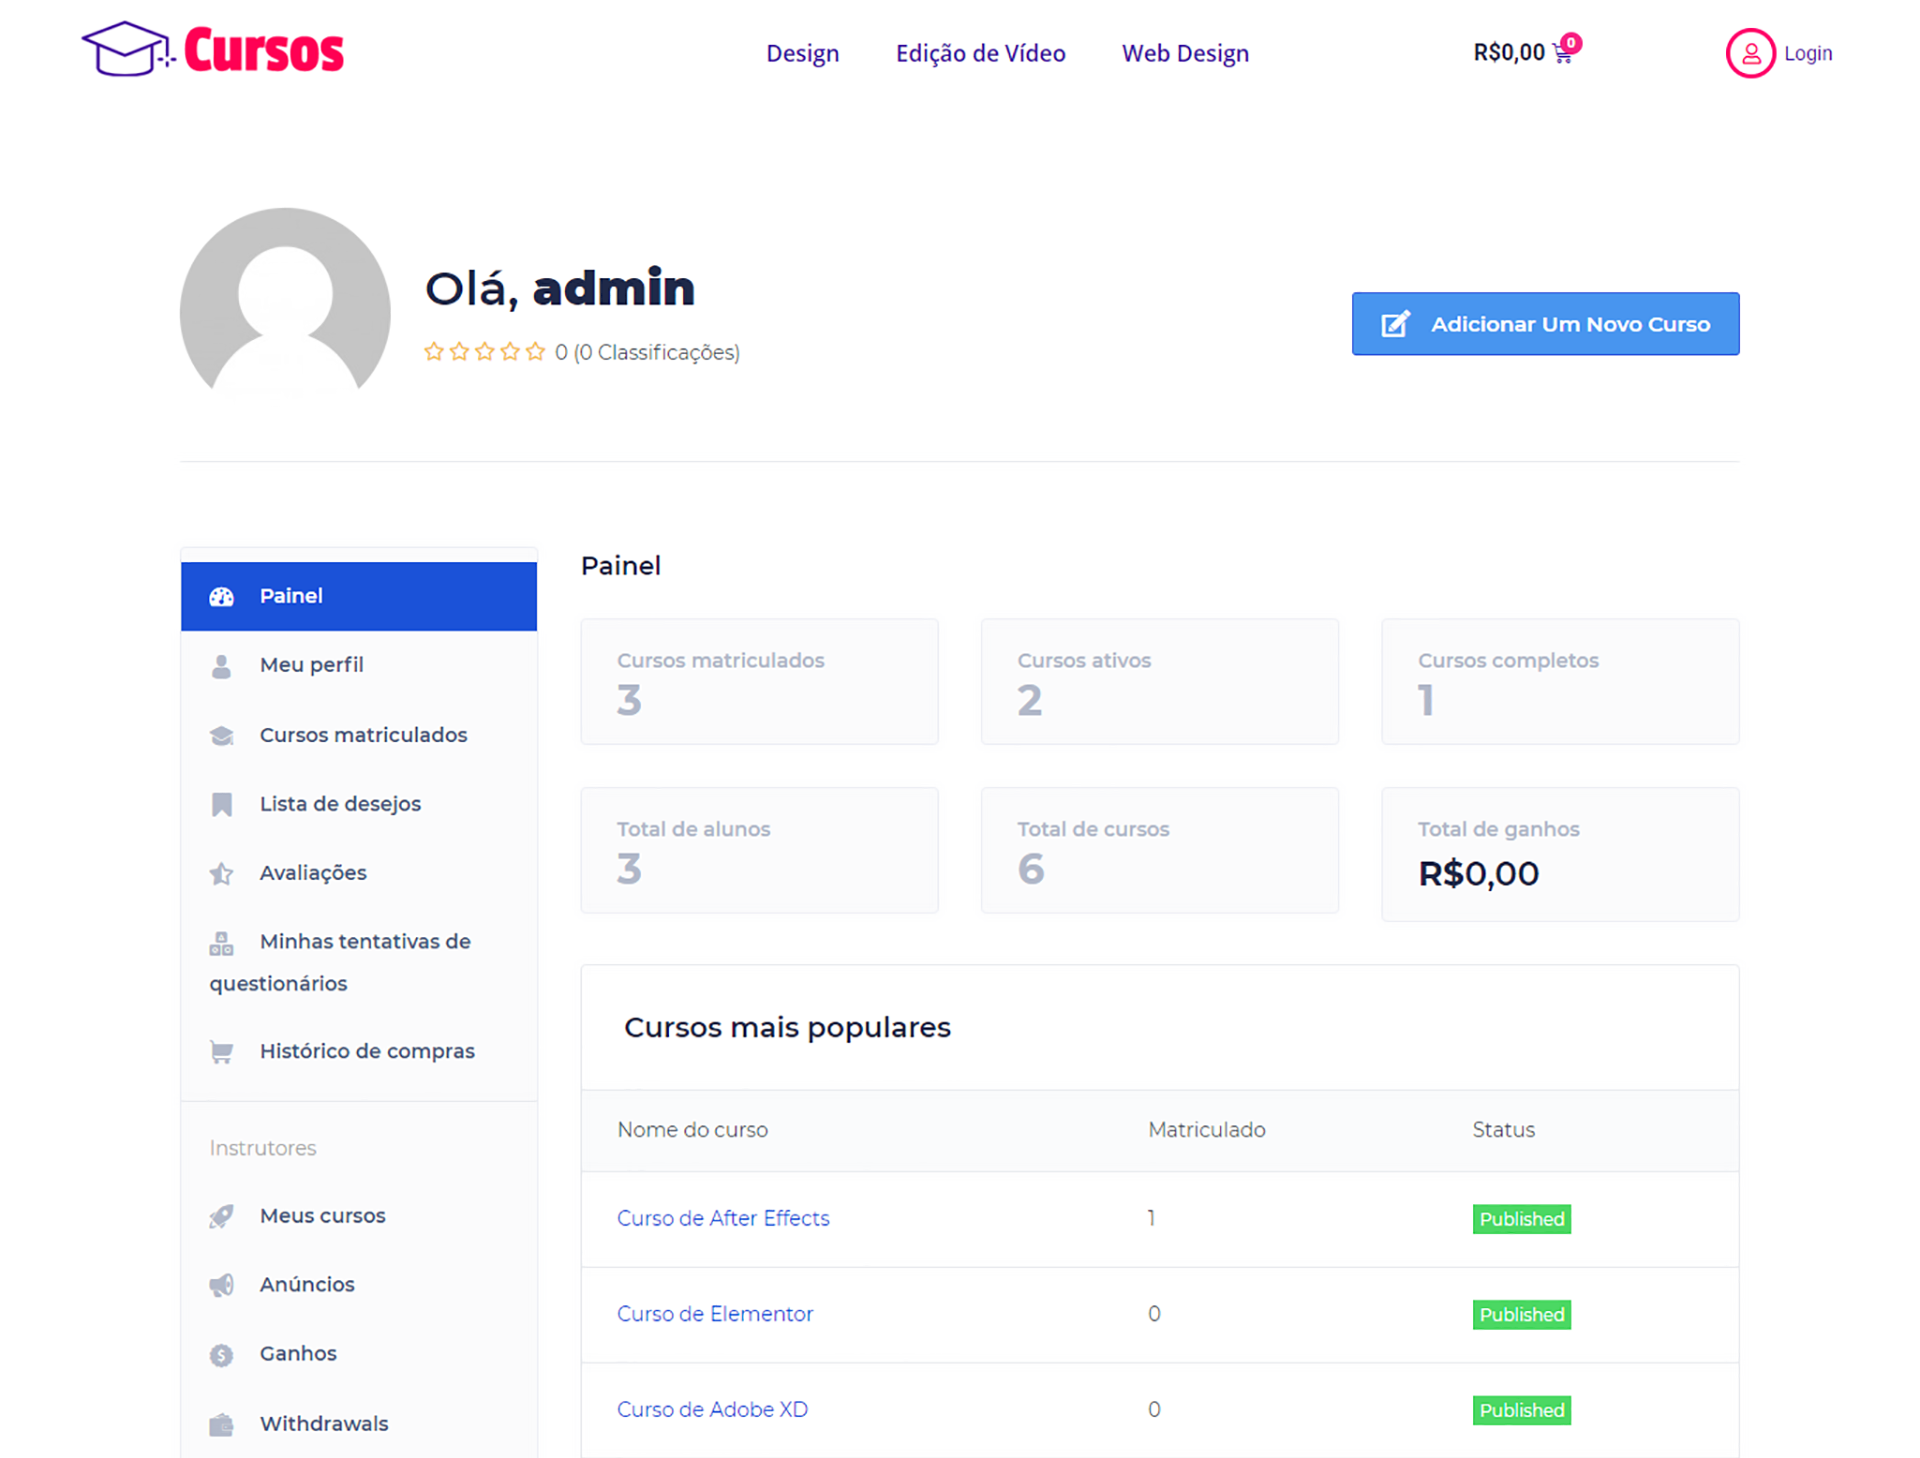 Cursos
Design
Edição de Vídeo
Web Design
R$0,00
0
Login
Olá, admin
0 (0 Classificações)
Adicionar Um Novo Curso
Painel
Meu perfil
Cursos matriculados
Lista de desejos
Avaliações
Minhas tentativas de
questionários
Histórico de compras
Instrutores
Meus cursos
Anúncios
Ganhos
Withdrawals
Painel
Cursos matriculados
3
Cursos ativos
2
Cursos completos
1
Total de alunos
3
Total de cursos
6
Total de ganhos
R$0,00
Cursos mais populares
Nome do curso Matriculado Status
Curso de After Effects 1 Published
Curso de Elementor 0 Published
Curso de Adobe XD 0 Published